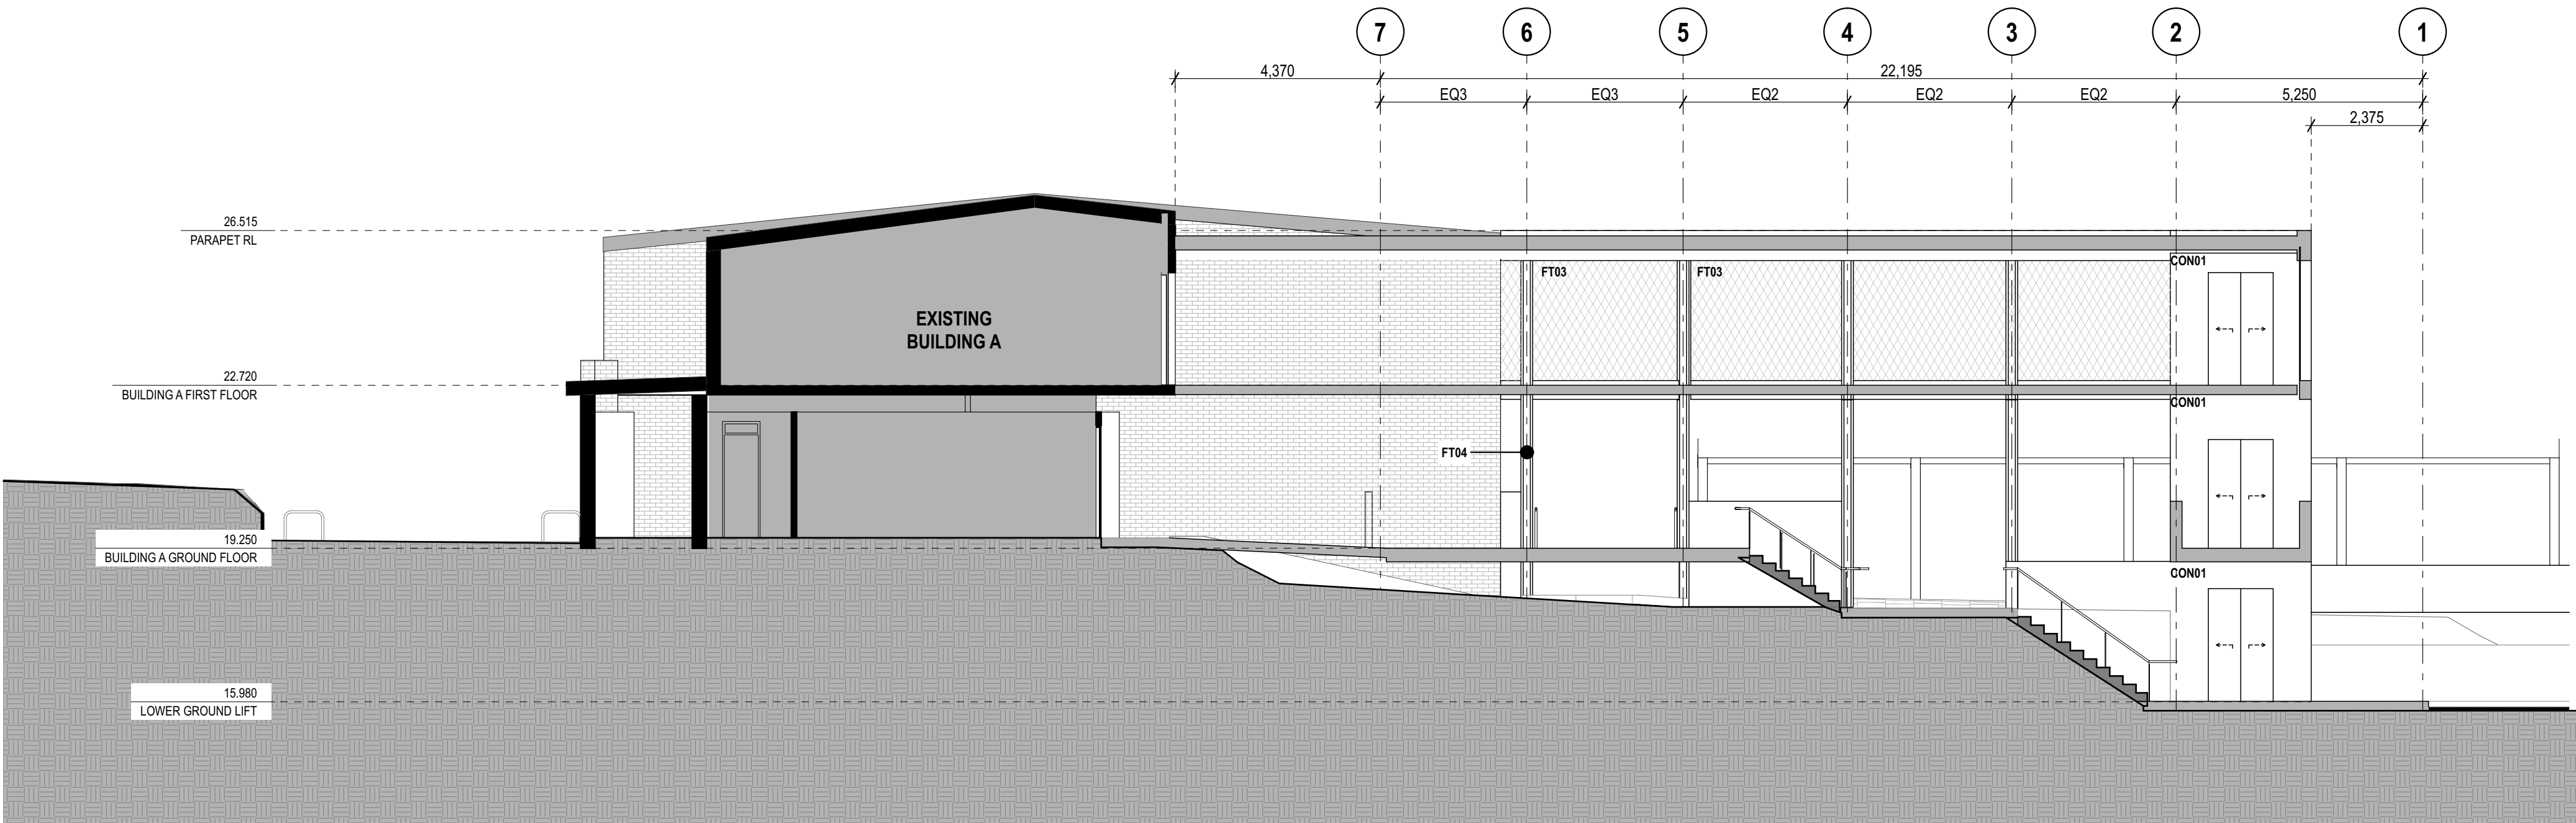 7 6 5 4 3 2 1
4,370 22,195
EQ3 EQ3 EQ2 EQ2 EQ2 5,250
2,375
26.515
PARAPET RL
CON01
FT03 FT03
EXISTING
BUILDING A
22.720
BUILDING A FIRST FLOOR
CON01
FT04
19.250
BUILDING A GROUND FLOOR
CON01
15.980
LOWER GROUND LIFT